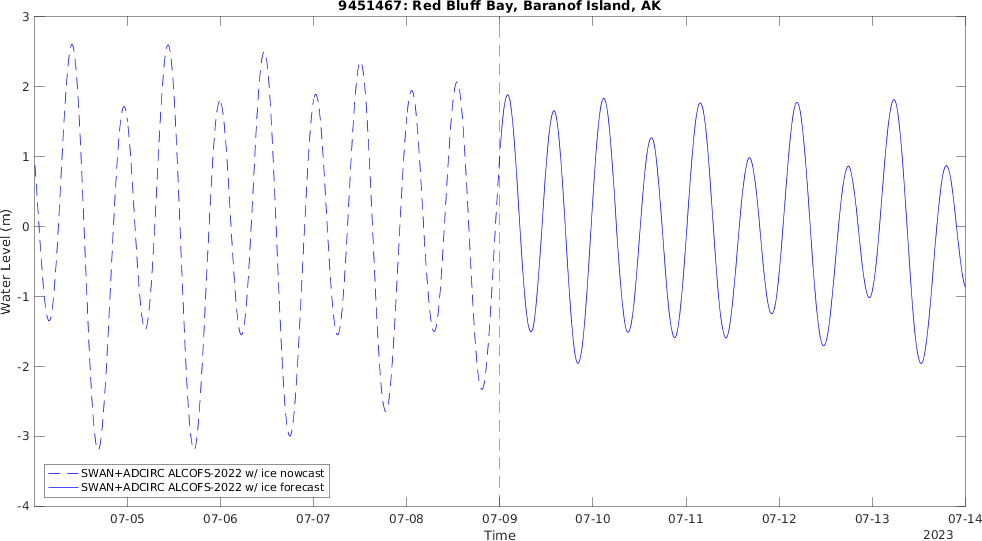 9451467: Red Bluff Bay, Baranof Island, AK
Water Level (m)
3
2
1
0
-1
-2
-3
-4
SWAN+ADCIRC ALCOFS-2022 w/ ice nowcast
SWAN+ADCIRC ALCOFS-2022 w/ ice forecast
07-05 07-06 07-07 07-08 07-09 07-10 07-11 07-12 07-13 07-14
Time
2023